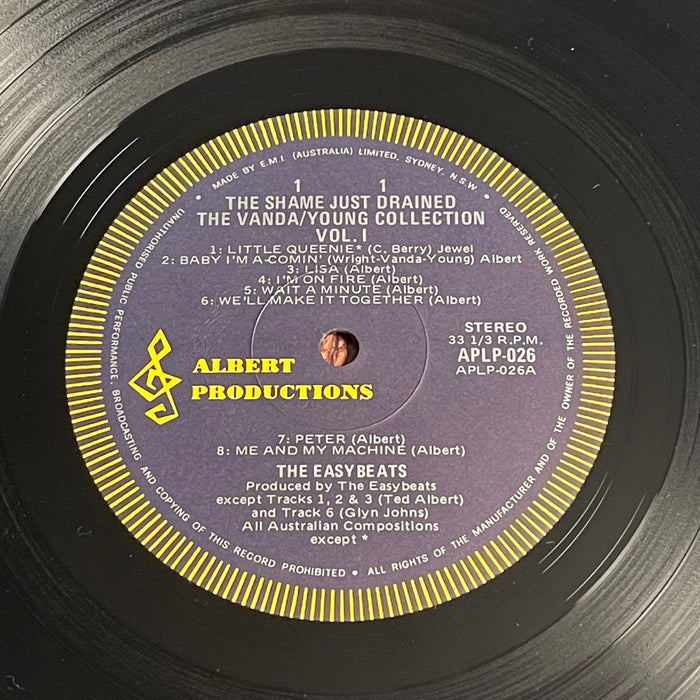 • MADE BY E.M.I (AUSTRALIA) LIMITED, SYDNEY, N.S.W •
1 1
THE SHAME JUST DRAINED
THE VANDA/YOUNG COLLECTION
VOL. I
1: LITTLE QUEENIE* (C. Berry) Jewel
2: BABY I'M A-COMIN' (Wright-Vanda-Young) Albert
3: LISA (Albert)
4: I'M ON FIRE (Albert)
5: WAIT A MINUTE (Albert)
6: WE'LL MAKE IT TOGETHER (Albert)
STEREO
33 1/3 R.P.M.
APLP-026
APLP-026A
ALBERT
PRODUCTIONS
7: PETER (Albert)
8: ME AND MY MACHINE (Albert)
THE EASYBEATS
Produced by The Easybeats
except Tracks 1, 2 & 3 (Ted Albert)
and Track 6 (Glyn Johns)
All Australian Compositions
except *
UNAUTHORISED PUBLIC PERFORMANCE, BROADCASTING AND COPYING OF THIS RECORD PROHIBITED • ALL RIGHTS OF THE MANUFACTURER AND OF THE OWNER OF THE RECORDED WORK RESERVED